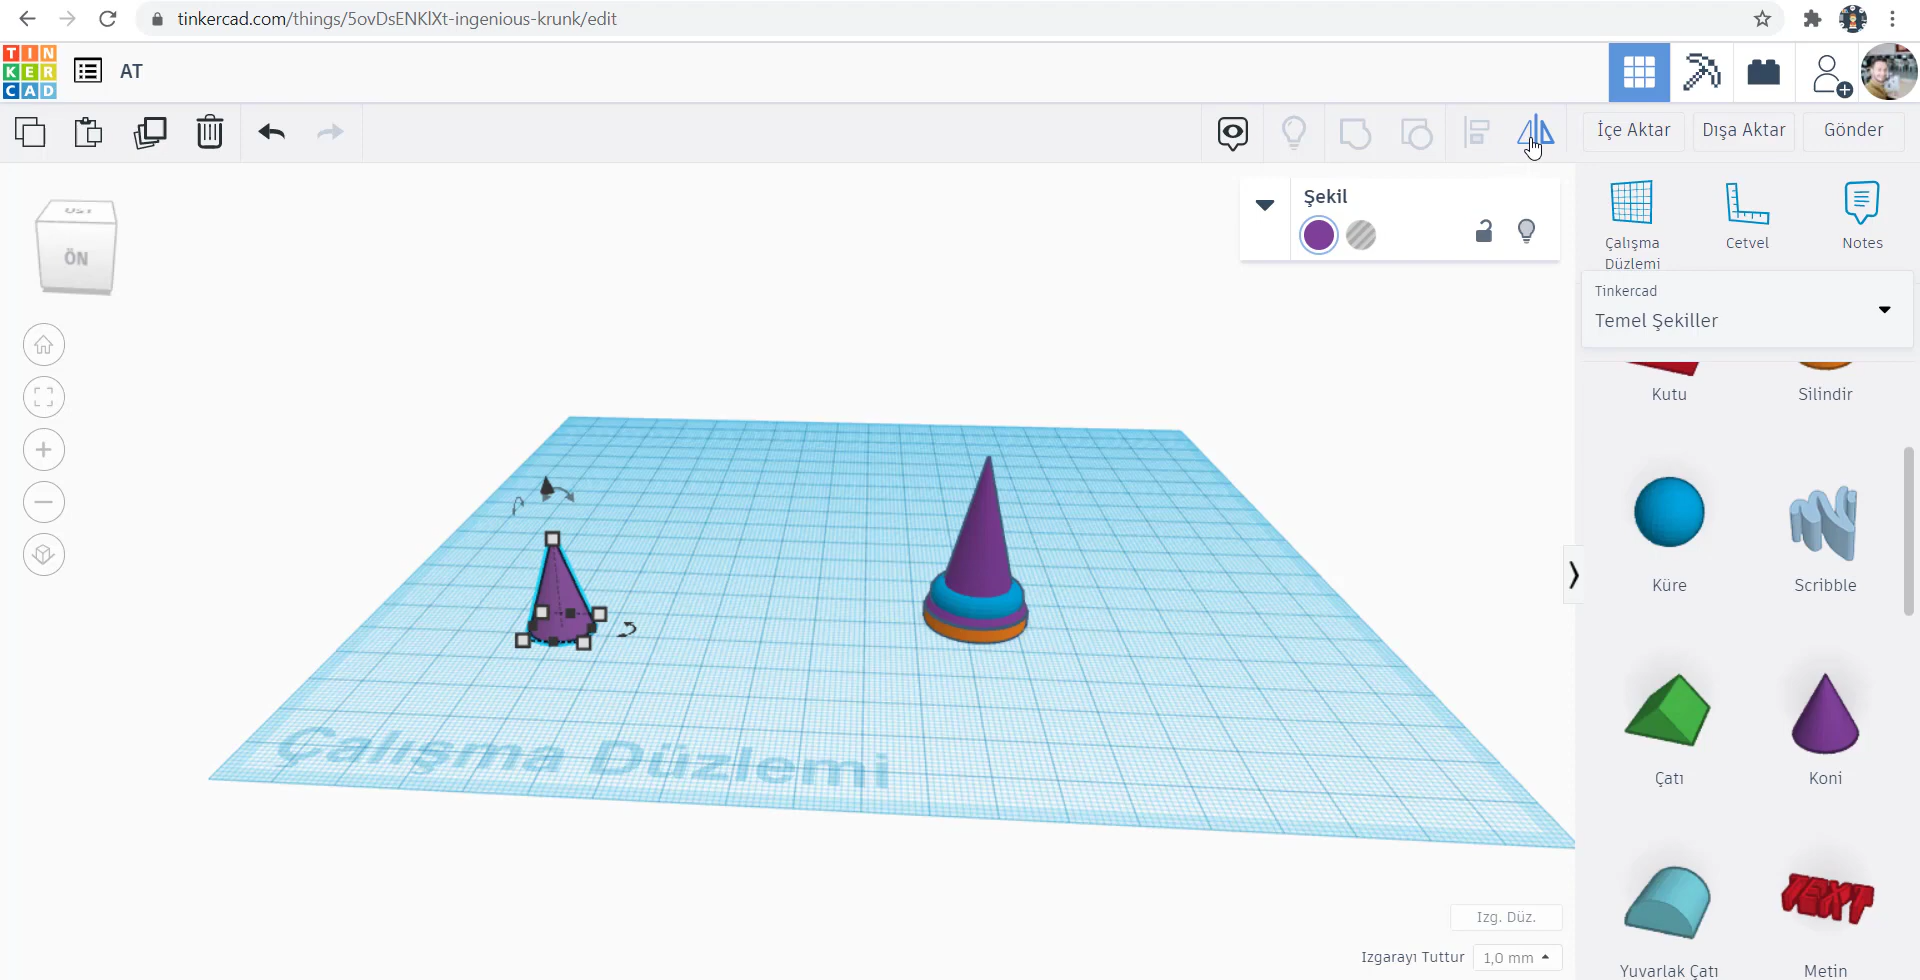 tinkercad.com/things/5ovDsENKlXt-ingenious-krunk/edit
TIN
KER
CAD
AT
İçe Aktar
Dışa Aktar
Gönder
ÜST
ÖN
Şekil
Çalışma
Düzlemi
Cetvel
Notes
Tinkercad
Temel Şekiller
Kutu
Silindir
Küre
Scribble
Çatı
Koni
TEXT
Yuvarlak Çatı
Metin
Çalışma Düzlemi
Izg. Düz.
Izgarayı Tuttur
1,0 mm